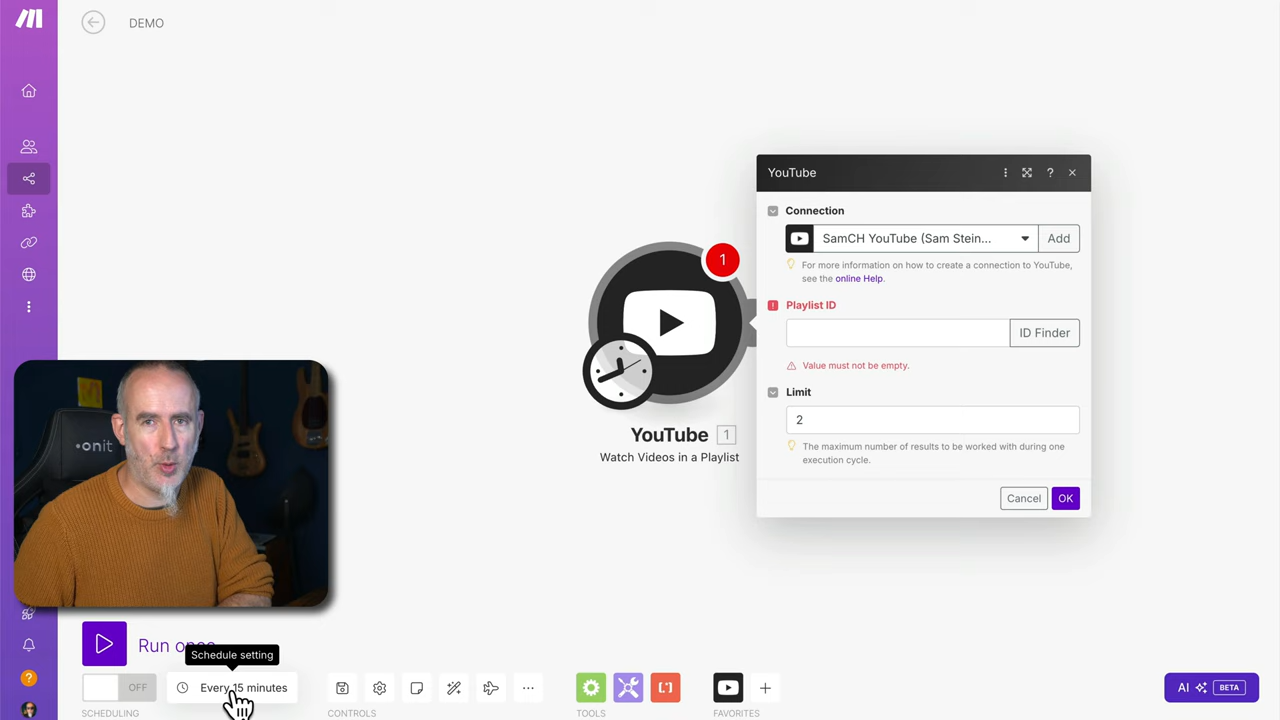 DEMO
YouTube
?
Connection
SamCH YouTube (Sam Stein...
Add
For more information on how to create a connection to YouTube,
see the online Help.
Playlist ID
ID Finder
Value must not be empty.
Limit
2
The maximum number of results to be worked with during one
execution cycle.
Cancel
OK
1
YouTube 1
Watch Videos in a Playlist
•onit
Run once
Schedule setting
OFF
Every 15 minutes
...
AI BETA
?
SCHEDULING
CONTROLS
TOOLS
FAVORITES